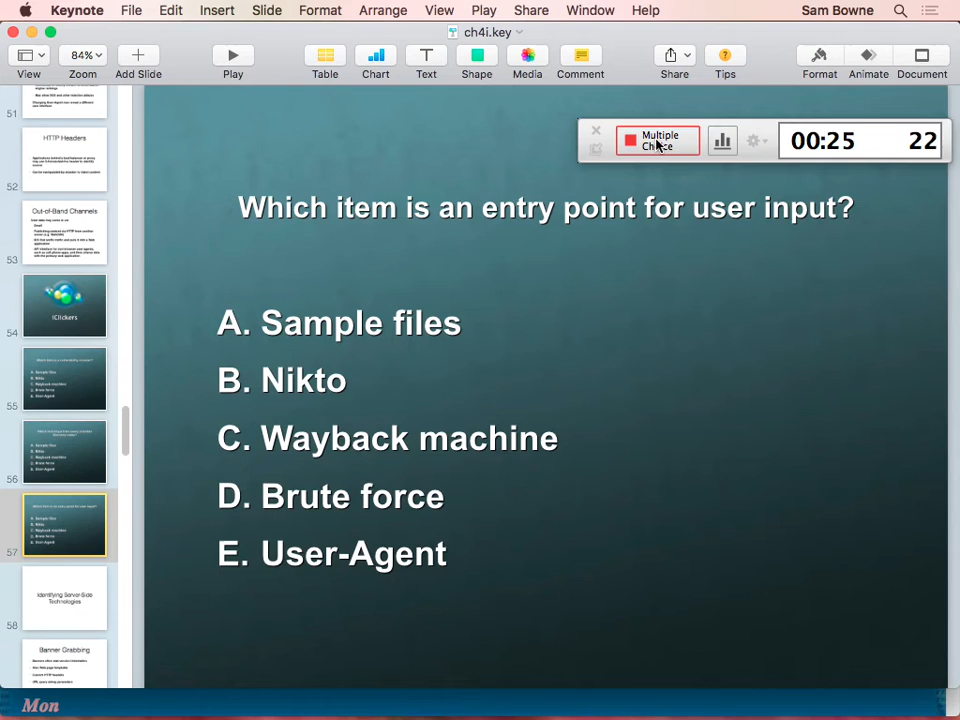 Keynote File Edit Insert Slide Format Arrange View Play Share Window Help Sam Bowne
ch4i.key
84%
View Zoom Add Slide Play Table Chart Text Shape Media Comment Share Tips Format Animate Document
51
HTTP Headers
52
Out-of-Band Channels
53
iClickers
54
55
56
57
Identifying Server-Side
Technologies
58
Banner Grabbing
Multiple
Choice
00:25 22
Which item is an entry point for user input?
A. Sample files
B. Nikto
C. Wayback machine
D. Brute force
E. User-Agent
Mon